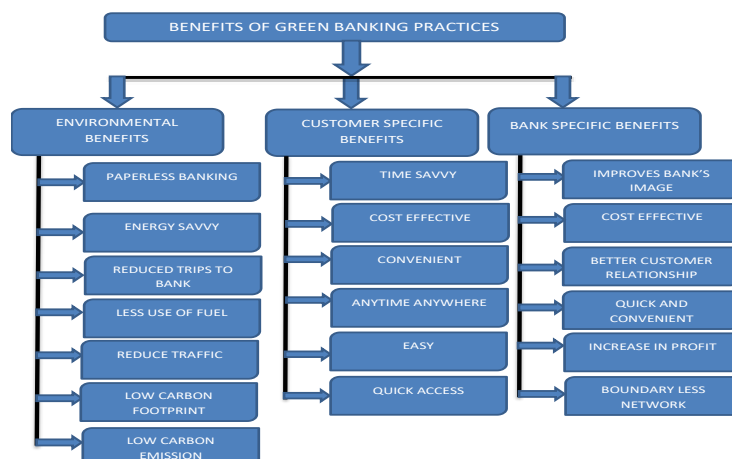 BENEFITS OF GREEN BANKING PRACTICES
ENVIRONMENTAL
BENEFITS
PAPERLESS BANKING
ENERGY SAVVY
REDUCED TRIPS TO
BANK
LESS USE OF FUEL
REDUCE TRAFFIC
LOW CARBON
FOOTPRINT
LOW CARBON
EMISSION
CUSTOMER SPECIFIC
BENEFITS
TIME SAVVY
COST EFFECTIVE
CONVENIENT
ANYTIME ANYWHERE
EASY
QUICK ACCESS
BANK SPECIFIC BENEFITS
IMPROVES BANK'S
IMAGE
COST EFFECTIVE
BETTER CUSTOMER
RELATIONSHIP
QUICK AND
CONVENIENT
INCREASE IN PROFIT
BOUNDARY LESS
NETWORK